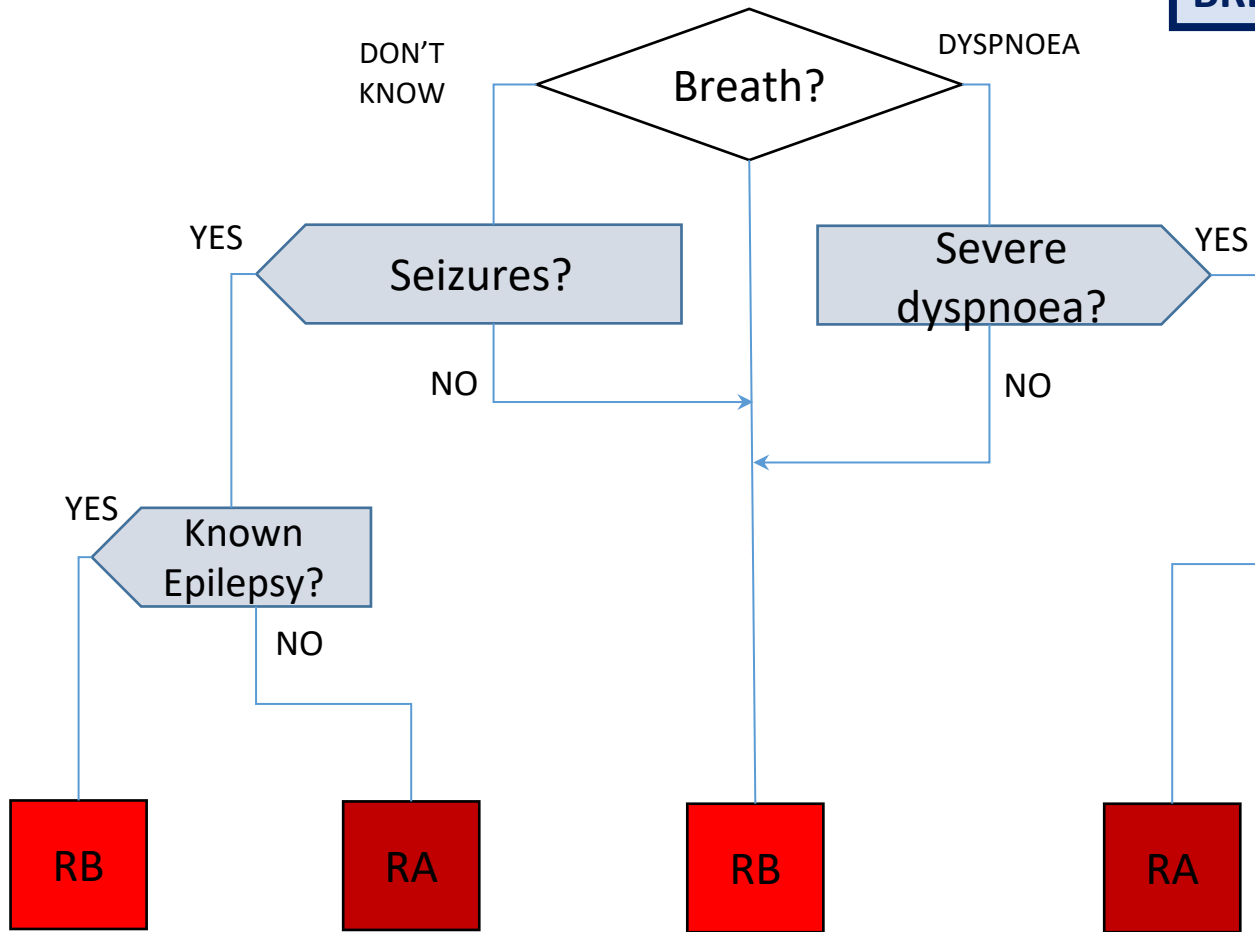 DON'T
KNOW
Breath?
DYSPNOEA
YES
Seizures?
Severe
dyspnoea?
YES
NO
NO
YES
Known
Epilepsy?
NO
RB
RA
RB
RA